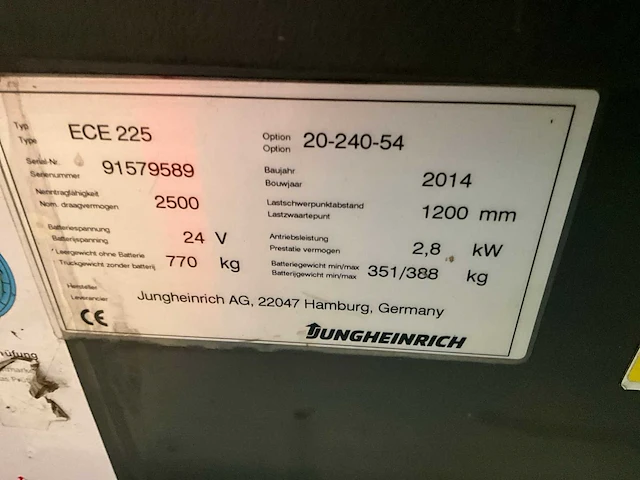 Typ
Type
ECE 225
Option
Option
20-240-54
Serial-Nr.
Serienummer
91579589
Baujahr
Bouwjaar
2014
Nenntragfähigkeit
Nom. draagvermogen
2500
Lastschwerpunktabstand
Lastzwaartepunt
1200 mm
Batteriespannung
Batterijspanning
24 V
Antriebsleistung
Prestatie vermogen
2,8 kW
Leergewicht ohne Batterie
Truckgewicht zonder batterij
770 kg
Batteriegewicht min/max
Batterijgewicht min/max
351/388 kg
Hersteller
Leverancier
Jungheinrich AG, 22047 Hamburg, Germany
CE
JUNGHEINRICH